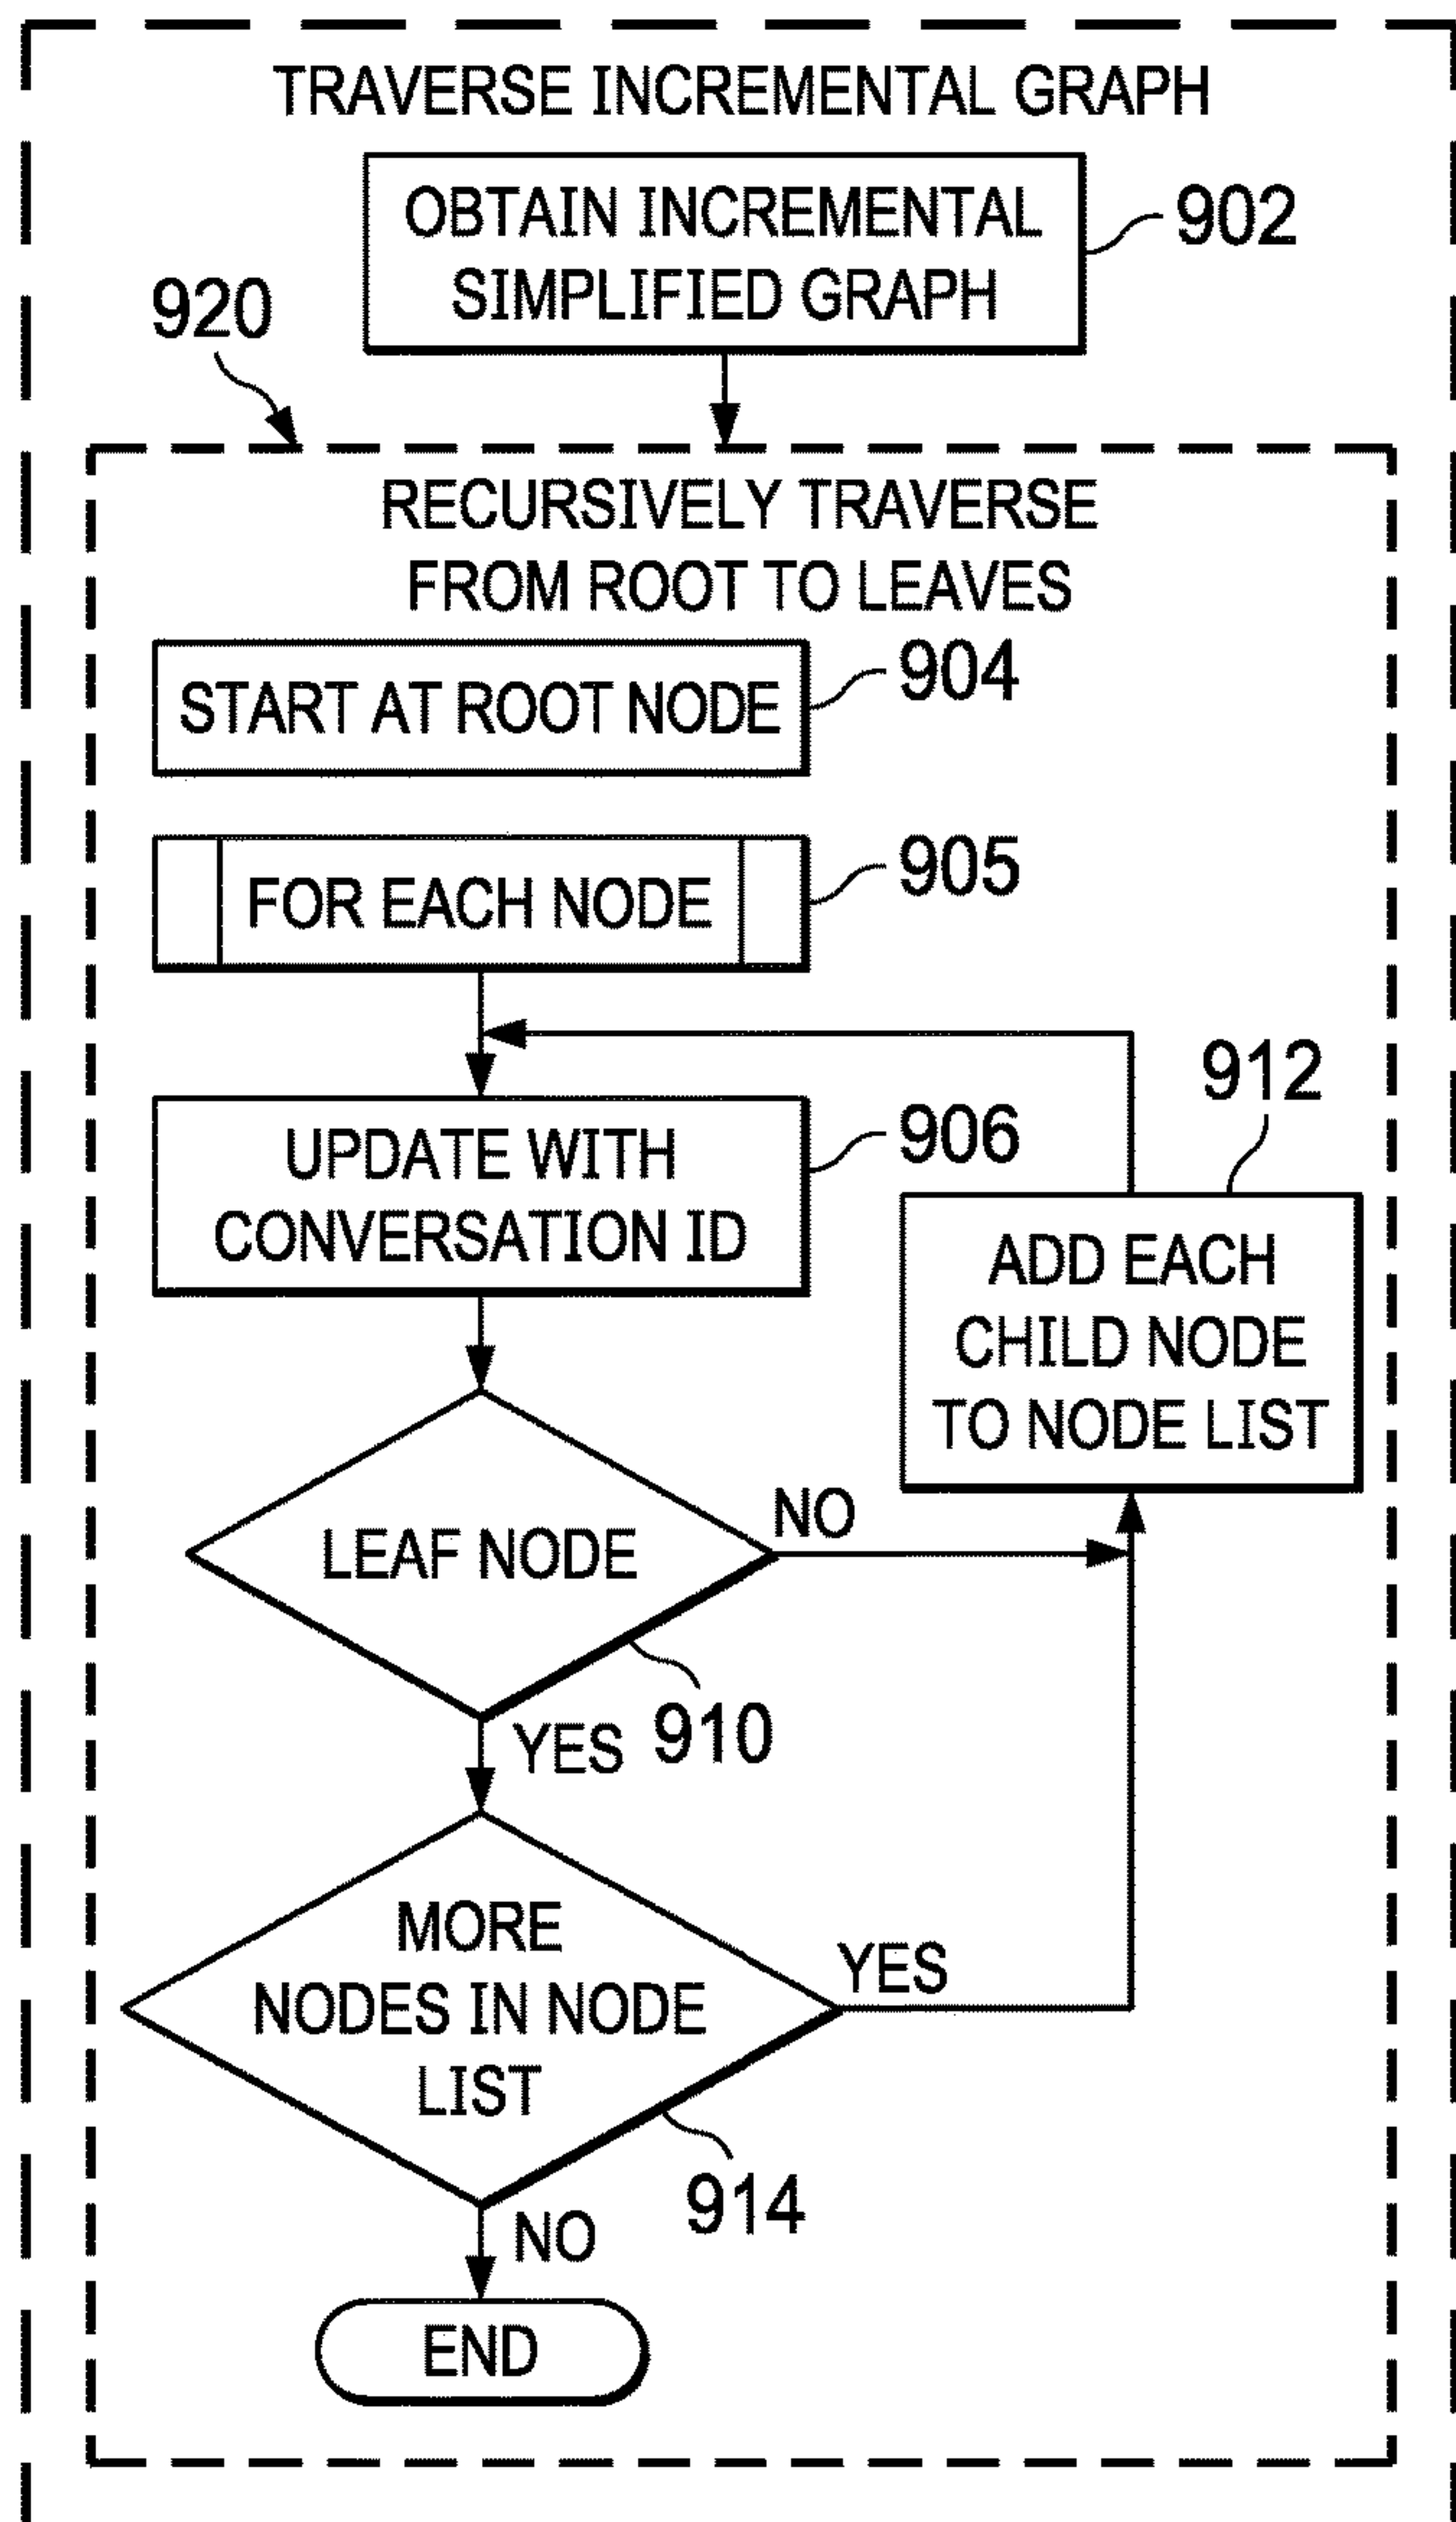 TRAVERSE INCREMENTAL GRAPH
OBTAIN INCREMENTAL
SIMPLIFIED GRAPH
902
920
RECURSIVELY TRAVERSE
FROM ROOT TO LEAVES
START AT ROOT NODE
904
FOR EACH NODE
905
UPDATE WITH
CONVERSATION ID
906
912
ADD EACH
CHILD NODE
TO NODE LIST
LEAF NODE
NO
910
YES
MORE
NODES IN NODE
LIST
YES
914
NO
END